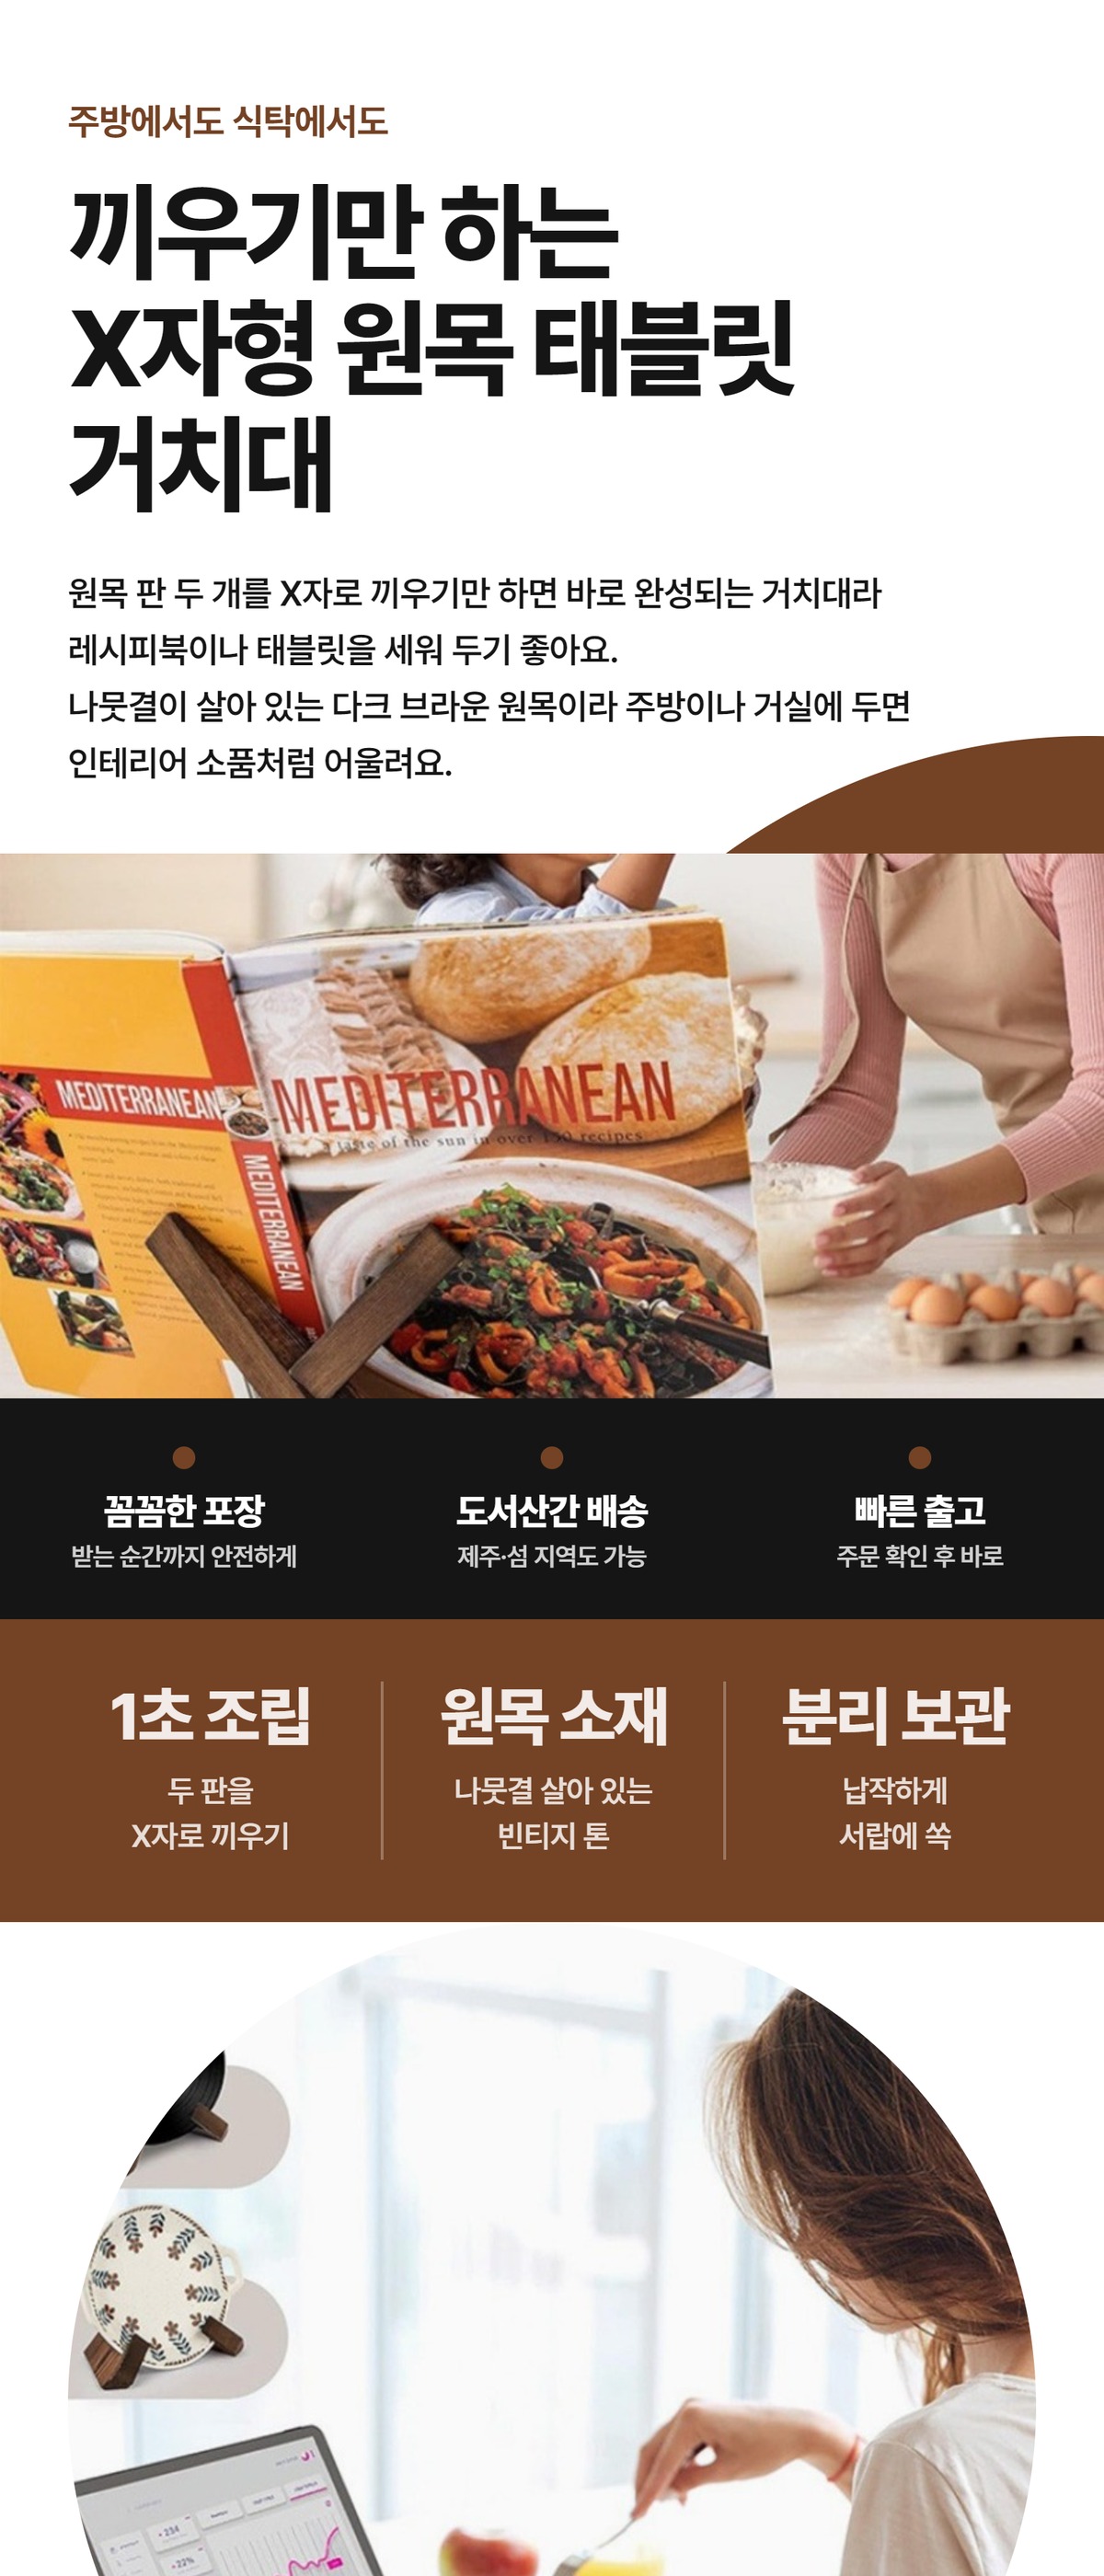 주방에서도 식탁에서도
끼우기만 하는
X자형 원목 태블릿
거치대
원목 판 두 개를 X자로 끼우기만 하면 바로 완성되는 거치대라
레시피북이나 태블릿을 세워 두기 좋아요.
나뭇결이 살아 있는 다크 브라운 원목이라 주방이나 거실에 두면
인테리어 소품처럼 어울려요.
MEDITERRANEAN
MEDITERRANEAN
a taste of the sun in over 150 recipes
MEDITERRANEAN
꼼꼼한 포장
받는 순간까지 안전하게
도서산간 배송
제주·섬 지역도 가능
빠른 출고
주문 확인 후 바로
1초 조립
두 판을
X자로 끼우기
원목 소재
나뭇결 살아 있는
빈티지 톤
분리 보관
납작하게
서랍에 쏙